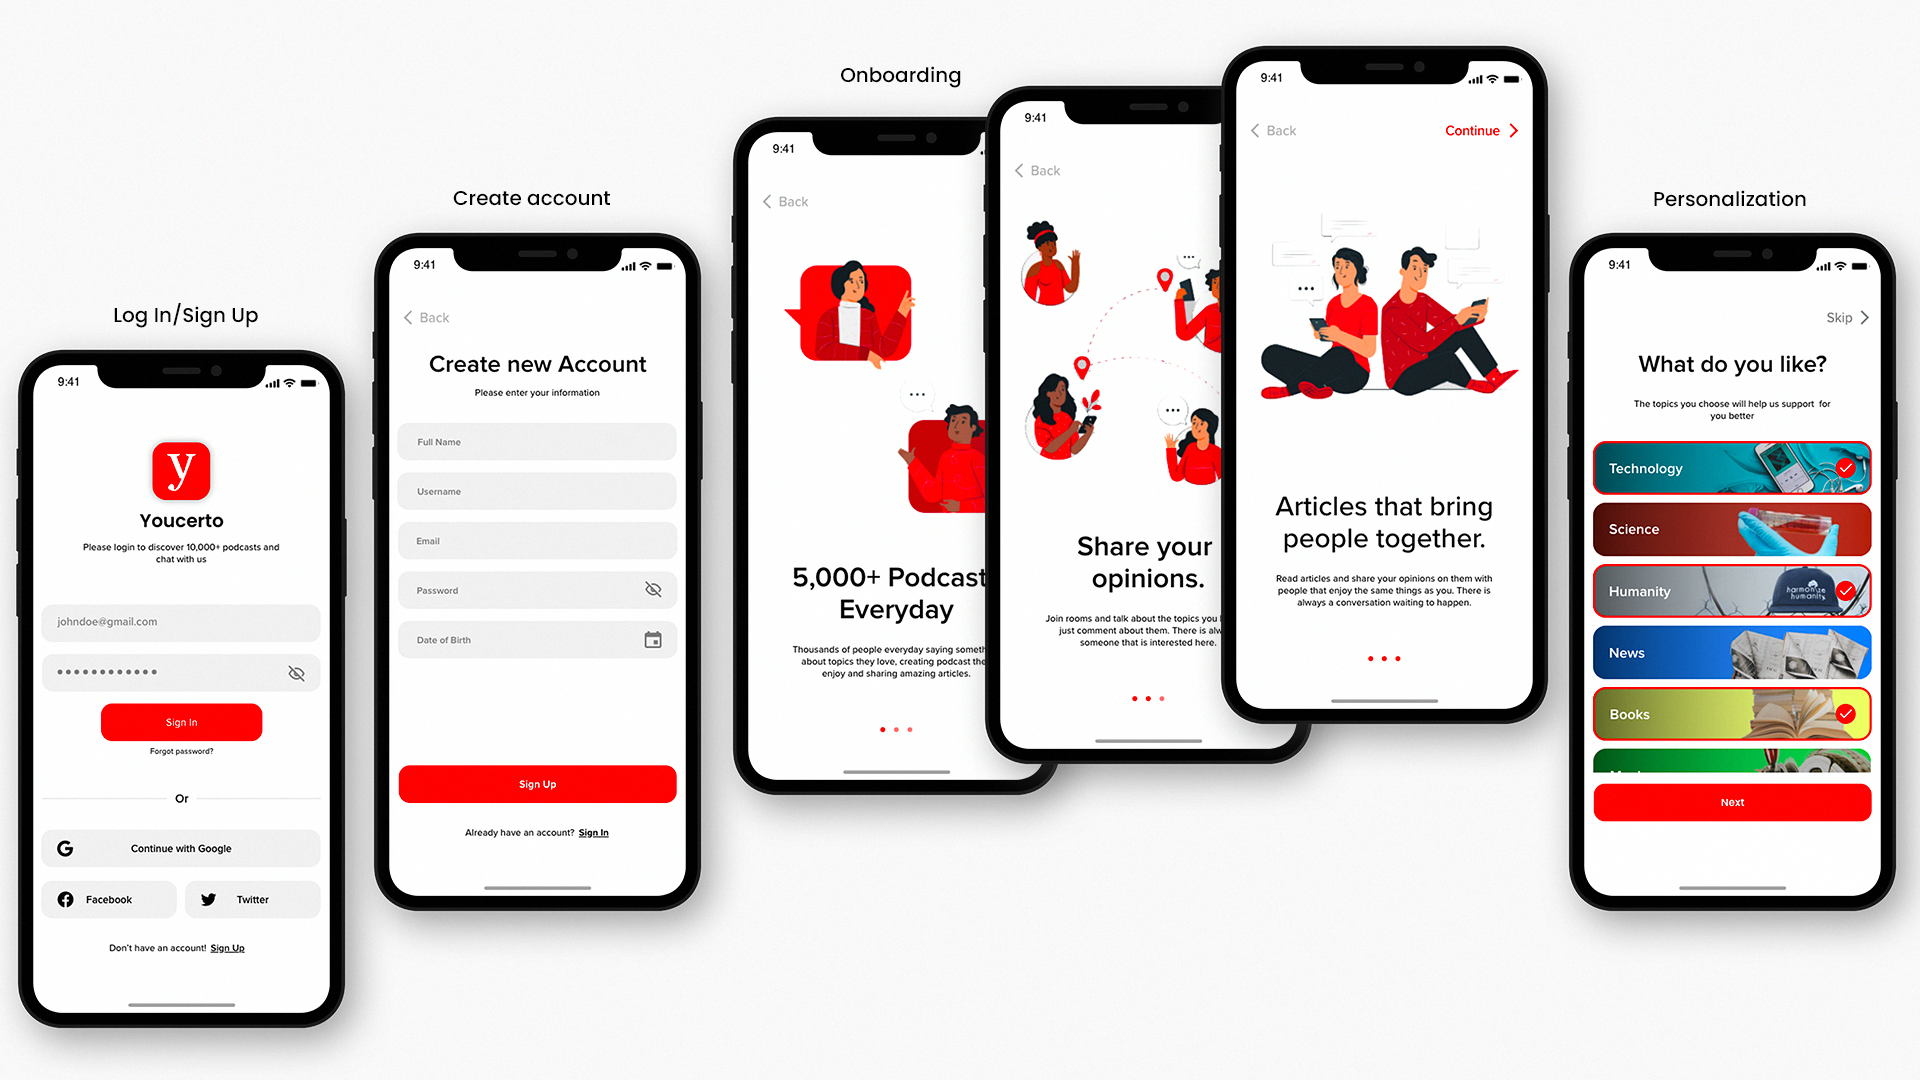 Log In/Sign Up
9:41
y
Youcerto
Please login to discover 10,000+ podcasts and
chat with us
johndoe@gmail.com
Sign In
Forgot password?
Or
Continue with Google
Facebook
Twitter
Don't have an account! Sign Up
Create account
9:41
Back
Create new Account
Please enter your information
Full Name
Username
Email
Password
Date of Birth
Sign Up
Already have an account? Sign In
Onboarding
9:41
Back
5,000+ Podcast
Everyday
Thousands of people everyday saying
about topics they love, creating podcast
enjoy and sharing amazing articles.
9:41
Back
Share your
opinions.
Join rooms and talk about the topics you
just comment about them. There is
someone that is interested here.
9:41
Back
Continue
Articles that bring
people together.
Read articles and share your opinions on them with
people that enjoy the same things as you. There is
always a conversation waiting to happen.
Personalization
9:41
Skip
What do you like?
The topics you choose will help us support for
you better
Technology
Science
Humanity
harmonize
humanity.
News
Books
Next